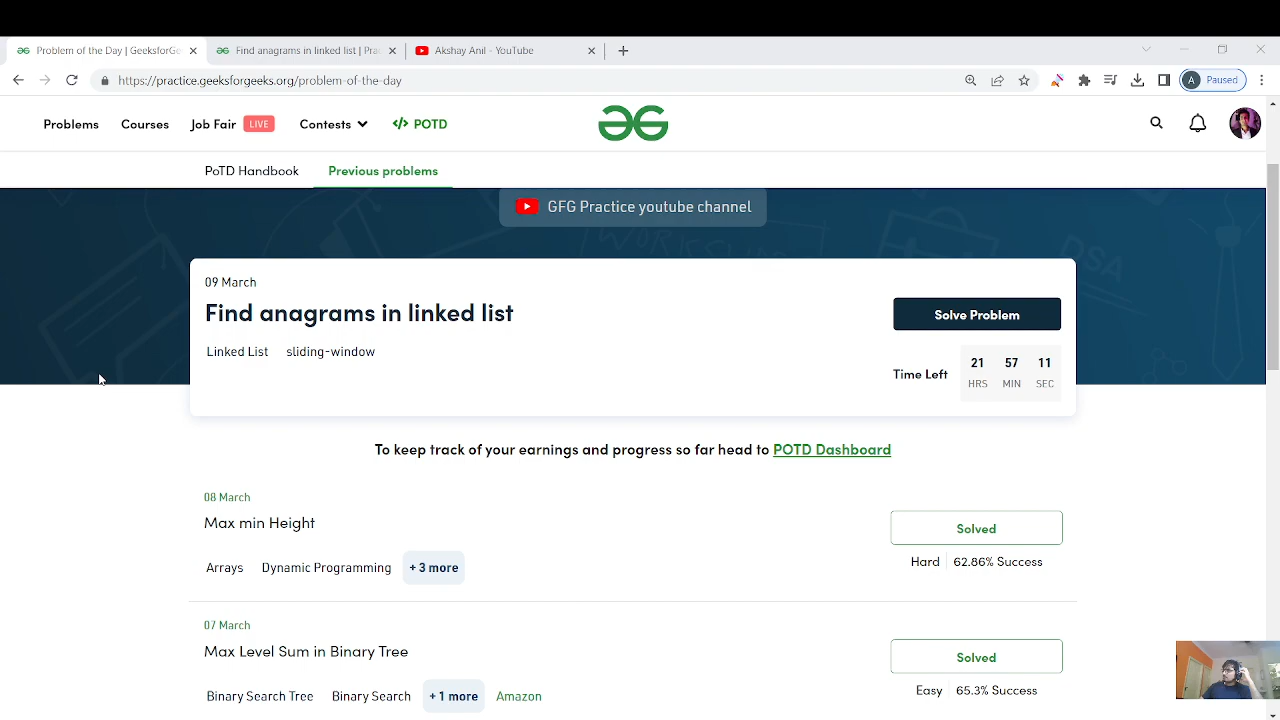 Problem of the Day | GeeksforGe
Find anagrams in linked list | Pra
Akshay Anil - YouTube
https://practice.geeksforgeeks.org/problem-of-the-day
A Paused
Problems Courses Job Fair LIVE Contests </> POTD
PoTD Handbook Previous problems
GFG Practice youtube channel
WORKS
DSA
09 March
Find anagrams in linked list
Solve Problem
Linked List sliding-window
Time Left
21 57 11
HRS MIN SEC
To keep track of your earnings and progress so far head to POTD Dashboard
08 March
Max min Height
Solved
Arrays Dynamic Programming + 3 more
Hard 62.86% Success
07 March
Max Level Sum in Binary Tree
Solved
Binary Search Tree Binary Search + 1 more Amazon
Easy 65.3% Success